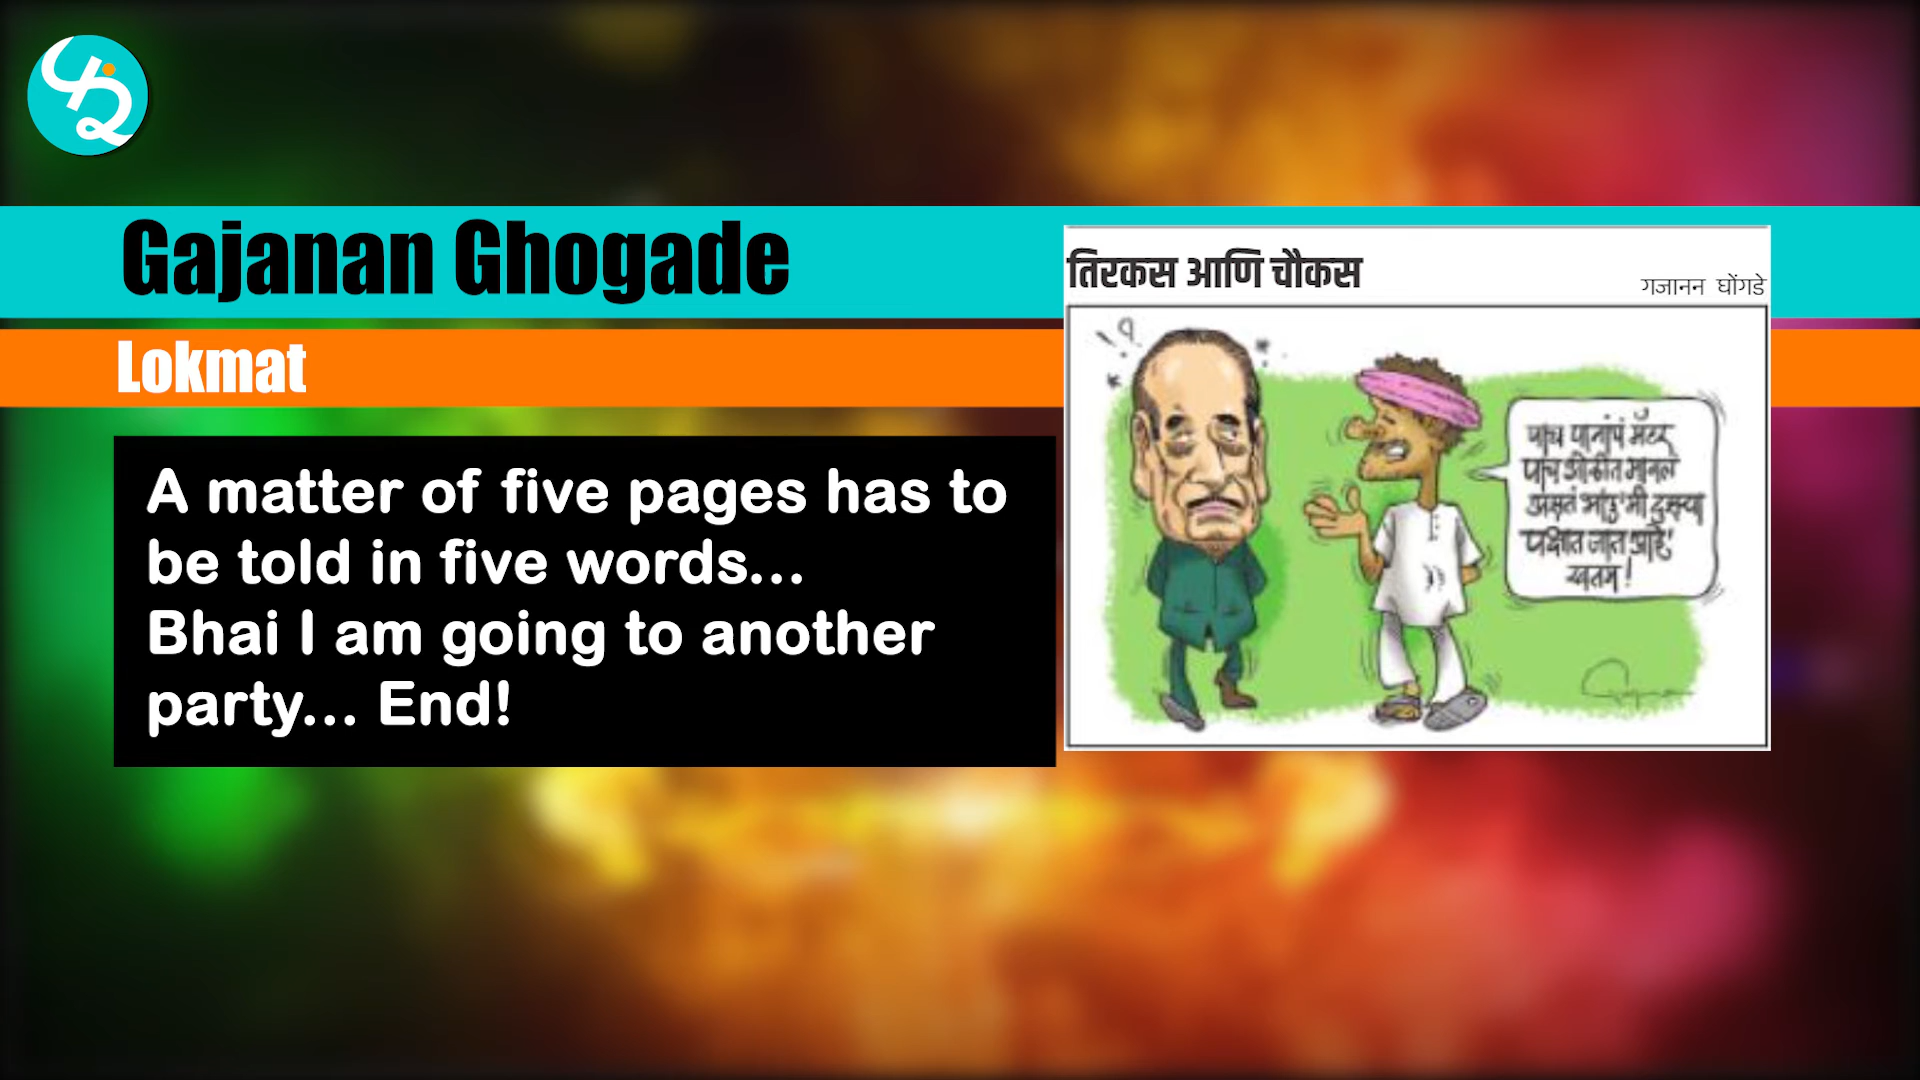 Gajanan Ghogade
Lokmat
A matter of five pages has to
be told in five words...
Bhai I am going to another
party... End!
तिरकस आणि चौकस
गजानन घोंगडे
पाच पानांपं मॅटर
पाच ओळीत मागलं
असतं भाऊ 'मी दुसऱ्या
पक्षात जात आहे'
खतम!